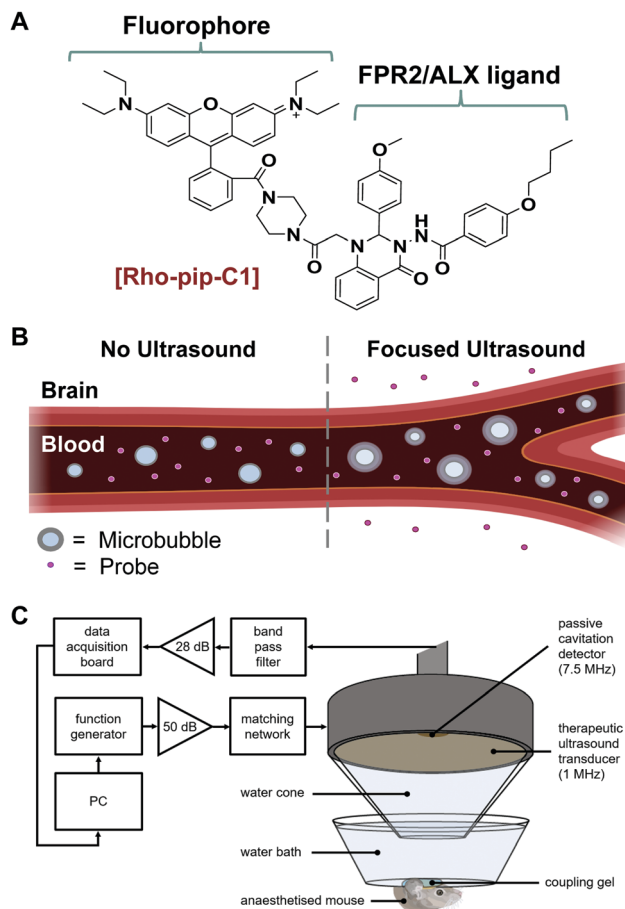 A
Fluorophore
FPR2/ALX ligand
N
O
N
+
O
N
N
O
O
N
N
NH
O
O
O
[Rho-pip-C1]
B
No Ultrasound
Focused Ultrasound
Brain
Blood
= Microbubble
= Probe
C
data
acquisition
board
28 dB
band
pass
filter
passive
cavitation
detector
(7.5 MHz)
function
generator
50 dB
matching
network
therapeutic
ultrasound
transducer
(1 MHz)
PC
water cone
water bath
coupling gel
anaesthetised mouse